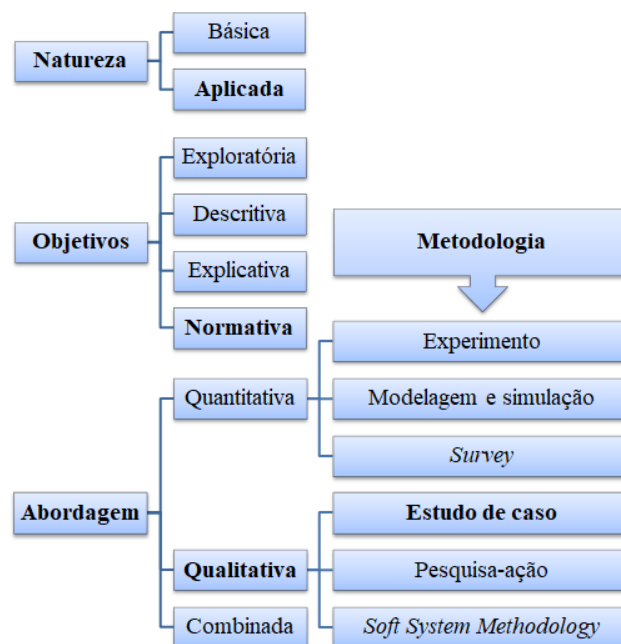 Natureza
Básica
Aplicada
Objetivos
Exploratória
Descritiva
Explicativa
Normativa
Metodologia
Abordagem
Quantitativa
Experimento
Modelagem e simulação
Survey
Qualitativa
Estudo de caso
Pesquisa-ação
Soft System Methodology
Combinada